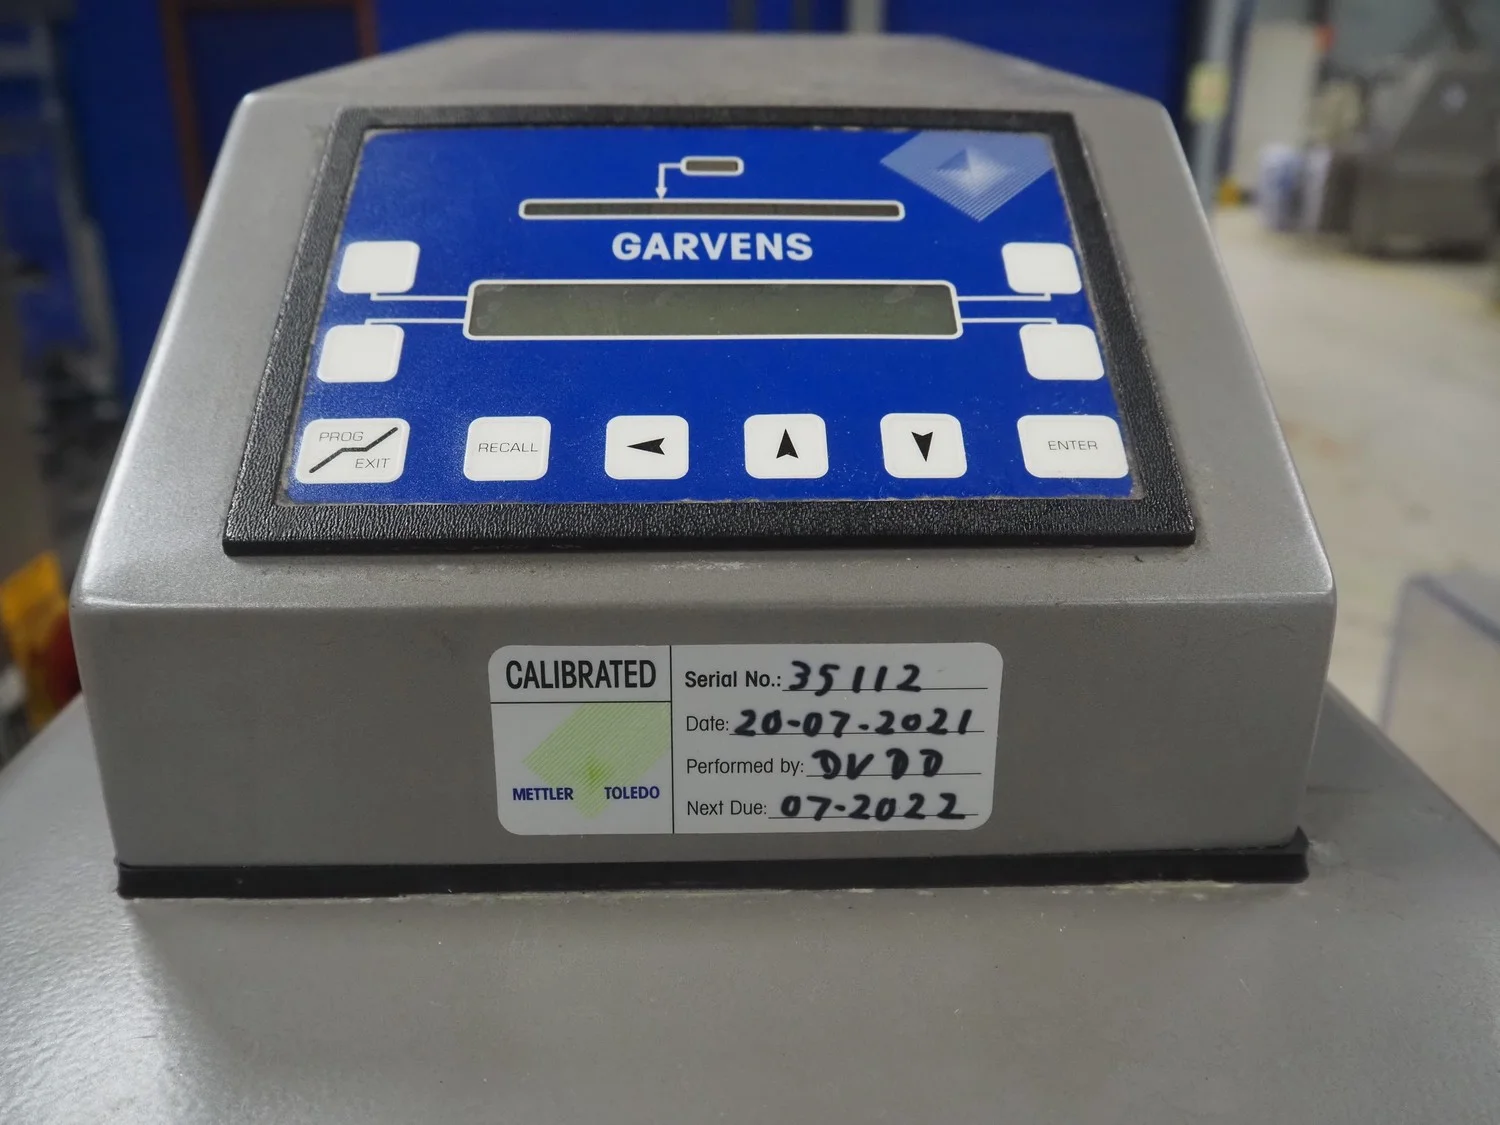 GARVENS
PROG
EXIT
RECALL
ENTER
CALIBRATED
METTLER TOLEDO
Serial No.: 35112
Date: 20-07-2021
Performed by: DVDD
Next Due: 07-2022